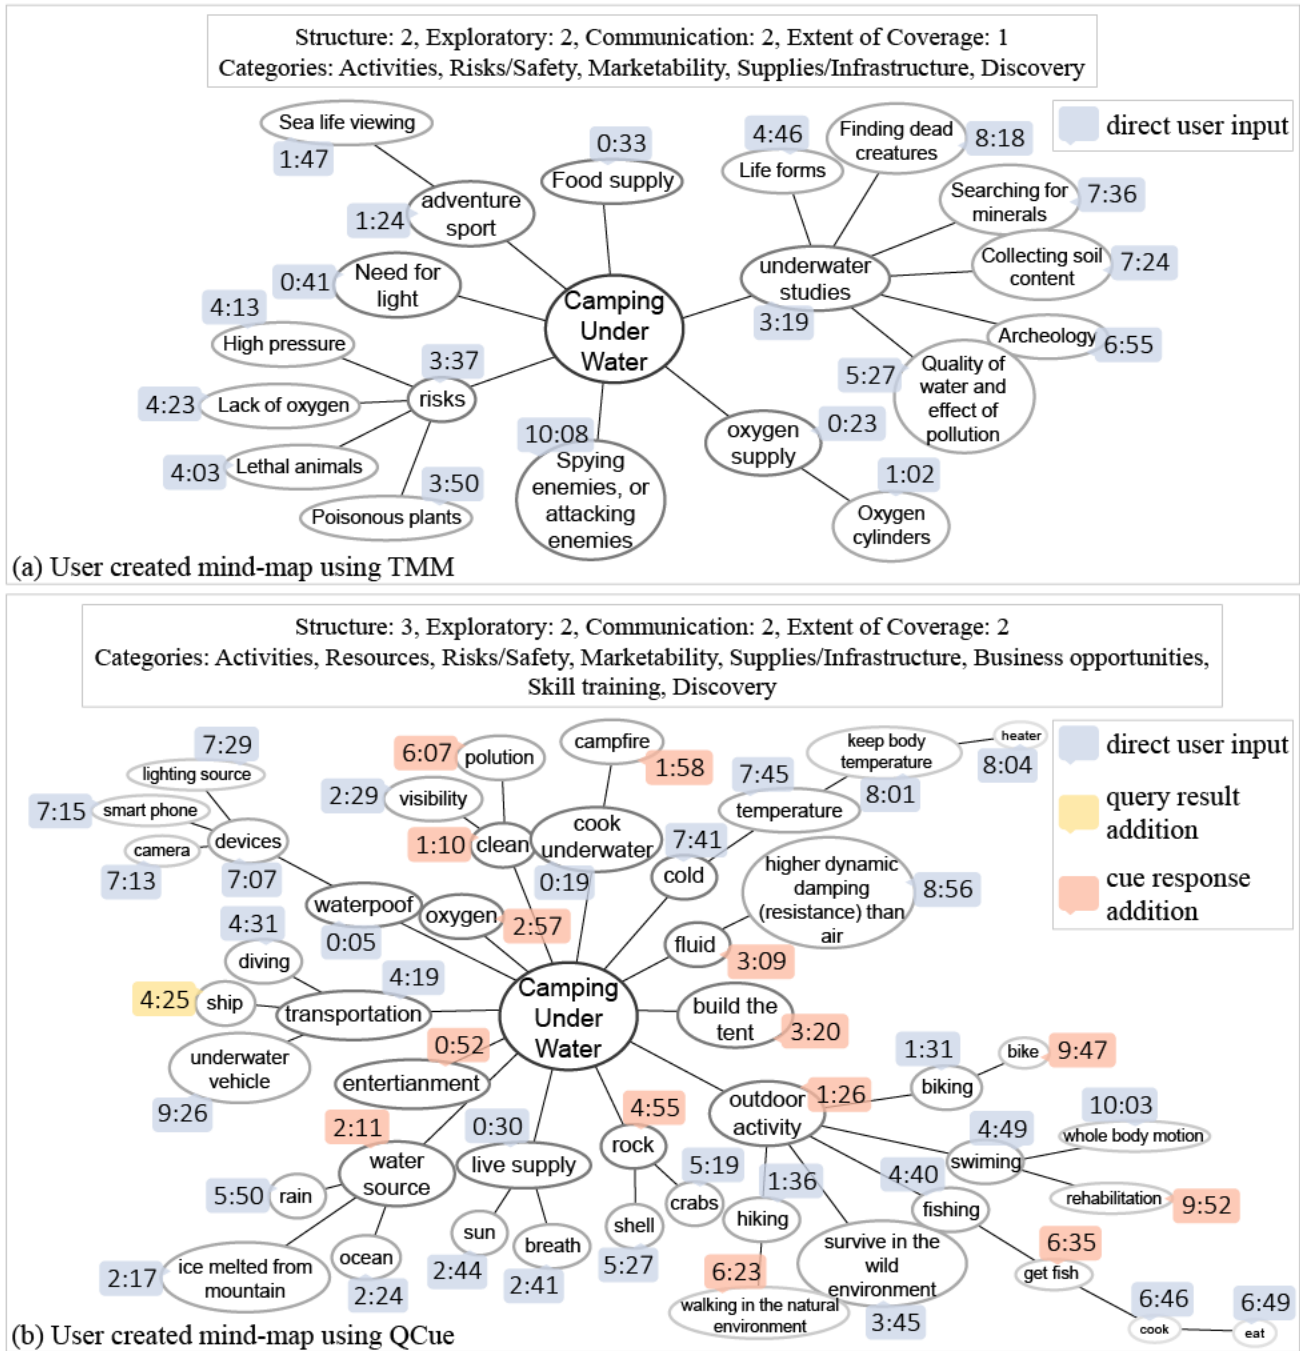 Structure: 2, Exploratory: 2, Communication: 2, Extent of Coverage: 1
Categories: Activities, Risks/Safety, Marketability, Supplies/Infrastructure, Discovery
direct user input
Sea life viewing
1:47
adventure
sport
1:24
0:33
Food supply
4:46
Life forms
Finding dead
creatures
8:18
Searching for
minerals
7:36
Collecting soil
content
7:24
underwater
studies
3:19
Archeology
6:55
5:27
Quality of
water and
effect of
pollution
Need for
light
0:41
Camping
Under
Water
4:13
High pressure
3:37
risks
4:23
Lack of oxygen
4:03
Lethal animals
3:50
Poisonous plants
10:08
Spying
enemies, or
attacking
enemies
oxygen
supply
0:23
1:02
Oxygen
cylinders
(a) User created mind-map using TMM
Structure: 3, Exploratory: 2, Communication: 2, Extent of Coverage: 2
Categories: Activities, Resources, Risks/Safety, Marketability, Supplies/Infrastructure, Business opportunities,
Skill training, Discovery
direct user input
query result
addition
cue response
addition
7:29
lighting source
7:15
smart phone
camera
7:13
devices
7:07
waterpoof
0:05
6:07
polution
2:29
visibility
1:10
clean
campfire
1:58
cook
underwater
0:19
oxygen
2:57
7:45
temperature
keep body
temperature
8:01
heater
8:04
7:41
cold
higher dynamic
damping
(resistance) than
air
8:56
fluid
3:09
build the
tent
3:20
Camping
Under
Water
4:31
diving
4:25
ship
4:19
transportation
underwater
vehicle
9:26
0:52
entertianment
2:11
water
source
5:50
rain
2:17
ice melted from
mountain
ocean
2:24
0:30
live supply
sun
2:44
breath
2:41
4:55
rock
5:19
crabs
shell
5:27
outdoor
activity
1:26
1:31
biking
bike
9:47
4:49
swiming
10:03
whole body motion
rehabilitation
9:52
4:40
fishing
6:35
get fish
6:46
cook
6:49
eat
1:36
hiking
6:23
walking in the natural
environment
survive in the
wild
environment
3:45
(b) User created mind-map using QCue